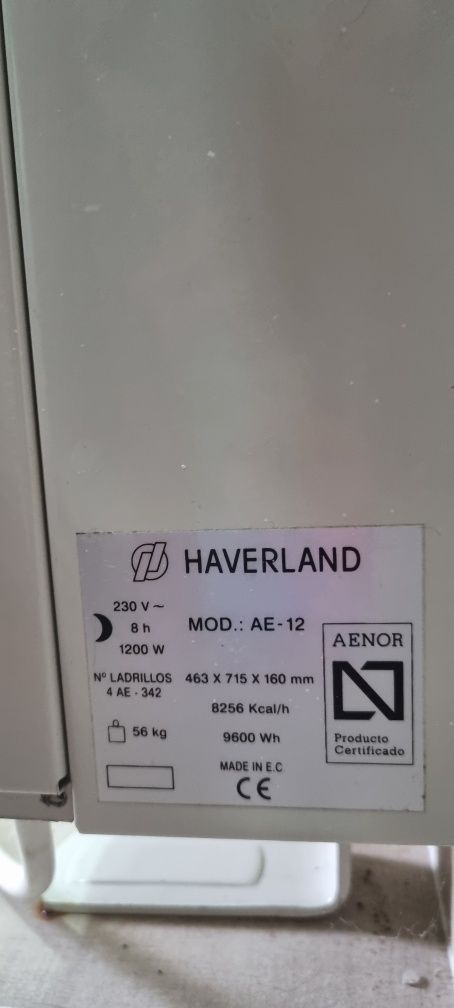 HAVERLAND
230 V ~
8 h
1200 W
MOD.: AE-12
Nº LADRILLOS
4 AE - 342
463 X 715 X 160 mm
8256 Kcal/h
56 kg
9600 Wh
MADE IN E.C
CE
AENOR
Producto
Certificado